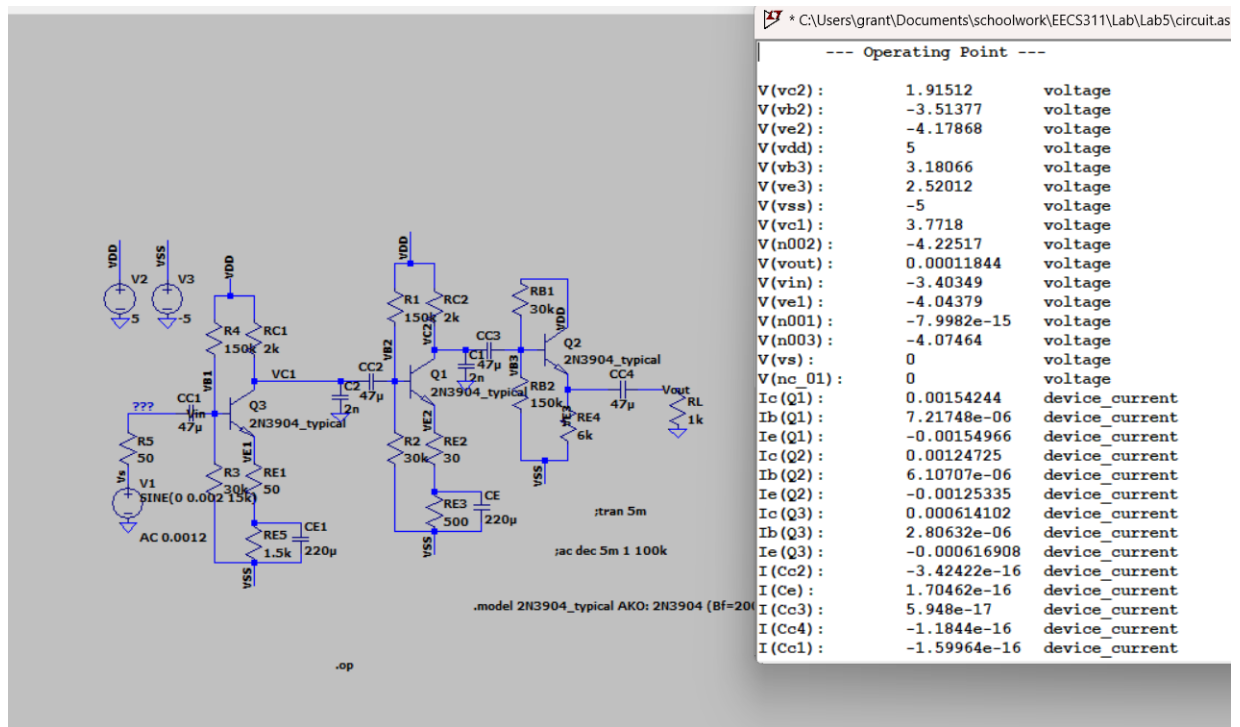 * C:\Users\grant\Documents\schoolwork\EECS311\Lab\Lab5\circuit.as
--- Operating Point ---
V(vc2): 1.91512 voltage
V(vb2): -3.51377 voltage
V(ve2): -4.17868 voltage
V(vdd): 5 voltage
V(vb3): 3.18066 voltage
V(ve3): 2.52012 voltage
V(vss): -5 voltage
V(vc1): 3.7718 voltage
V(n002): -4.22517 voltage
V(vout): 0.00011844 voltage
V(vin): -3.40349 voltage
V(ve1): -4.04379 voltage
V(n001): -7.9982e-15 voltage
V(n003): -4.07464 voltage
V(vs): 0 voltage
V(nc_01): 0 voltage
Ic(Q1): 0.00154244 device_current
Ib(Q1): 7.21748e-06 device_current
Ie(Q1): -0.00154966 device_current
Ic(Q2): 0.00124725 device_current
Ib(Q2): 6.10707e-06 device_current
Ie(Q2): -0.00125335 device_current
Ic(Q3): 0.000614102 device_current
Ib(Q3): 2.80632e-06 device_current
Ie(Q3): -0.000616908 device_current
I(Cc2): -3.42422e-16 device_current
I(Ce): 1.70462e-16 device_current
I(Cc3): 5.948e-17 device_current
I(Cc4): -1.1844e-16 device_current
I(Cc1): -1.59964e-16 device_current
VDD
V2
5
VSS
V3
-5
VDD
R4
150k
RC1
2k
VC1
VB1
???
CC1
47µ
Vin
Q3
2N3904_typical
R5
50
Vs
V1
SINE(0 0.002 15k)
AC 0.0012
R3
30k
VE1
RE1
50
RE5
1.5k
CE1
220µ
VSS
C2
2n
CC2
47µ
VDD
R1
150k
RC2
2k
VB2
VC2
Q1
2N3904_typical
R2
30k
VE2
RE2
30
RE3
500
CE
220µ
VSS
C1
2n
CC3
47µ
RB1
30k
VDD
VB3
Q2
2N3904_typical
RB2
150k
VE3
RE4
6k
VSS
CC4
47µ
Vout
RL
1k
;tran 5m
;ac dec 5m 1 100k
.model 2N3904_typical AKO: 2N3904 (Bf=200
.op